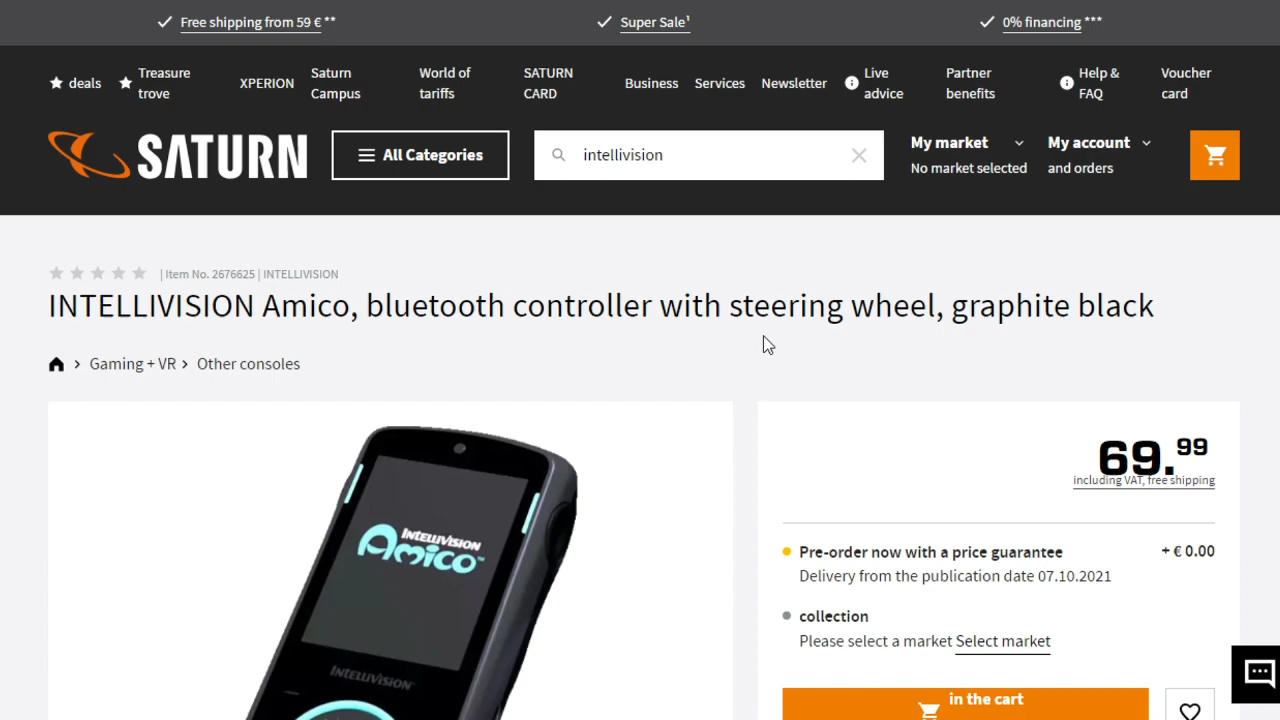 Free shipping from 59 € **
Super Sale¹
0% financing ***
deals
Treasure trove
XPERION
Saturn Campus
World of tariffs
SATURN CARD
Business
Services
Newsletter
Live advice
Partner benefits
Help & FAQ
Voucher card
SATURN
All Categories
intellivision
My market
No market selected
My account
and orders
| Item No. 2676625 | INTELLIVISION
INTELLIVISION Amico, bluetooth controller with steering wheel, graphite black
Gaming + VR
Other consoles
INTELLIVISION
Amico™
INTELLIVISION
69.99
including VAT, free shipping
Pre-order now with a price guarantee
+ € 0.00
Delivery from the publication date 07.10.2021
collection
Please select a market Select market
in the cart